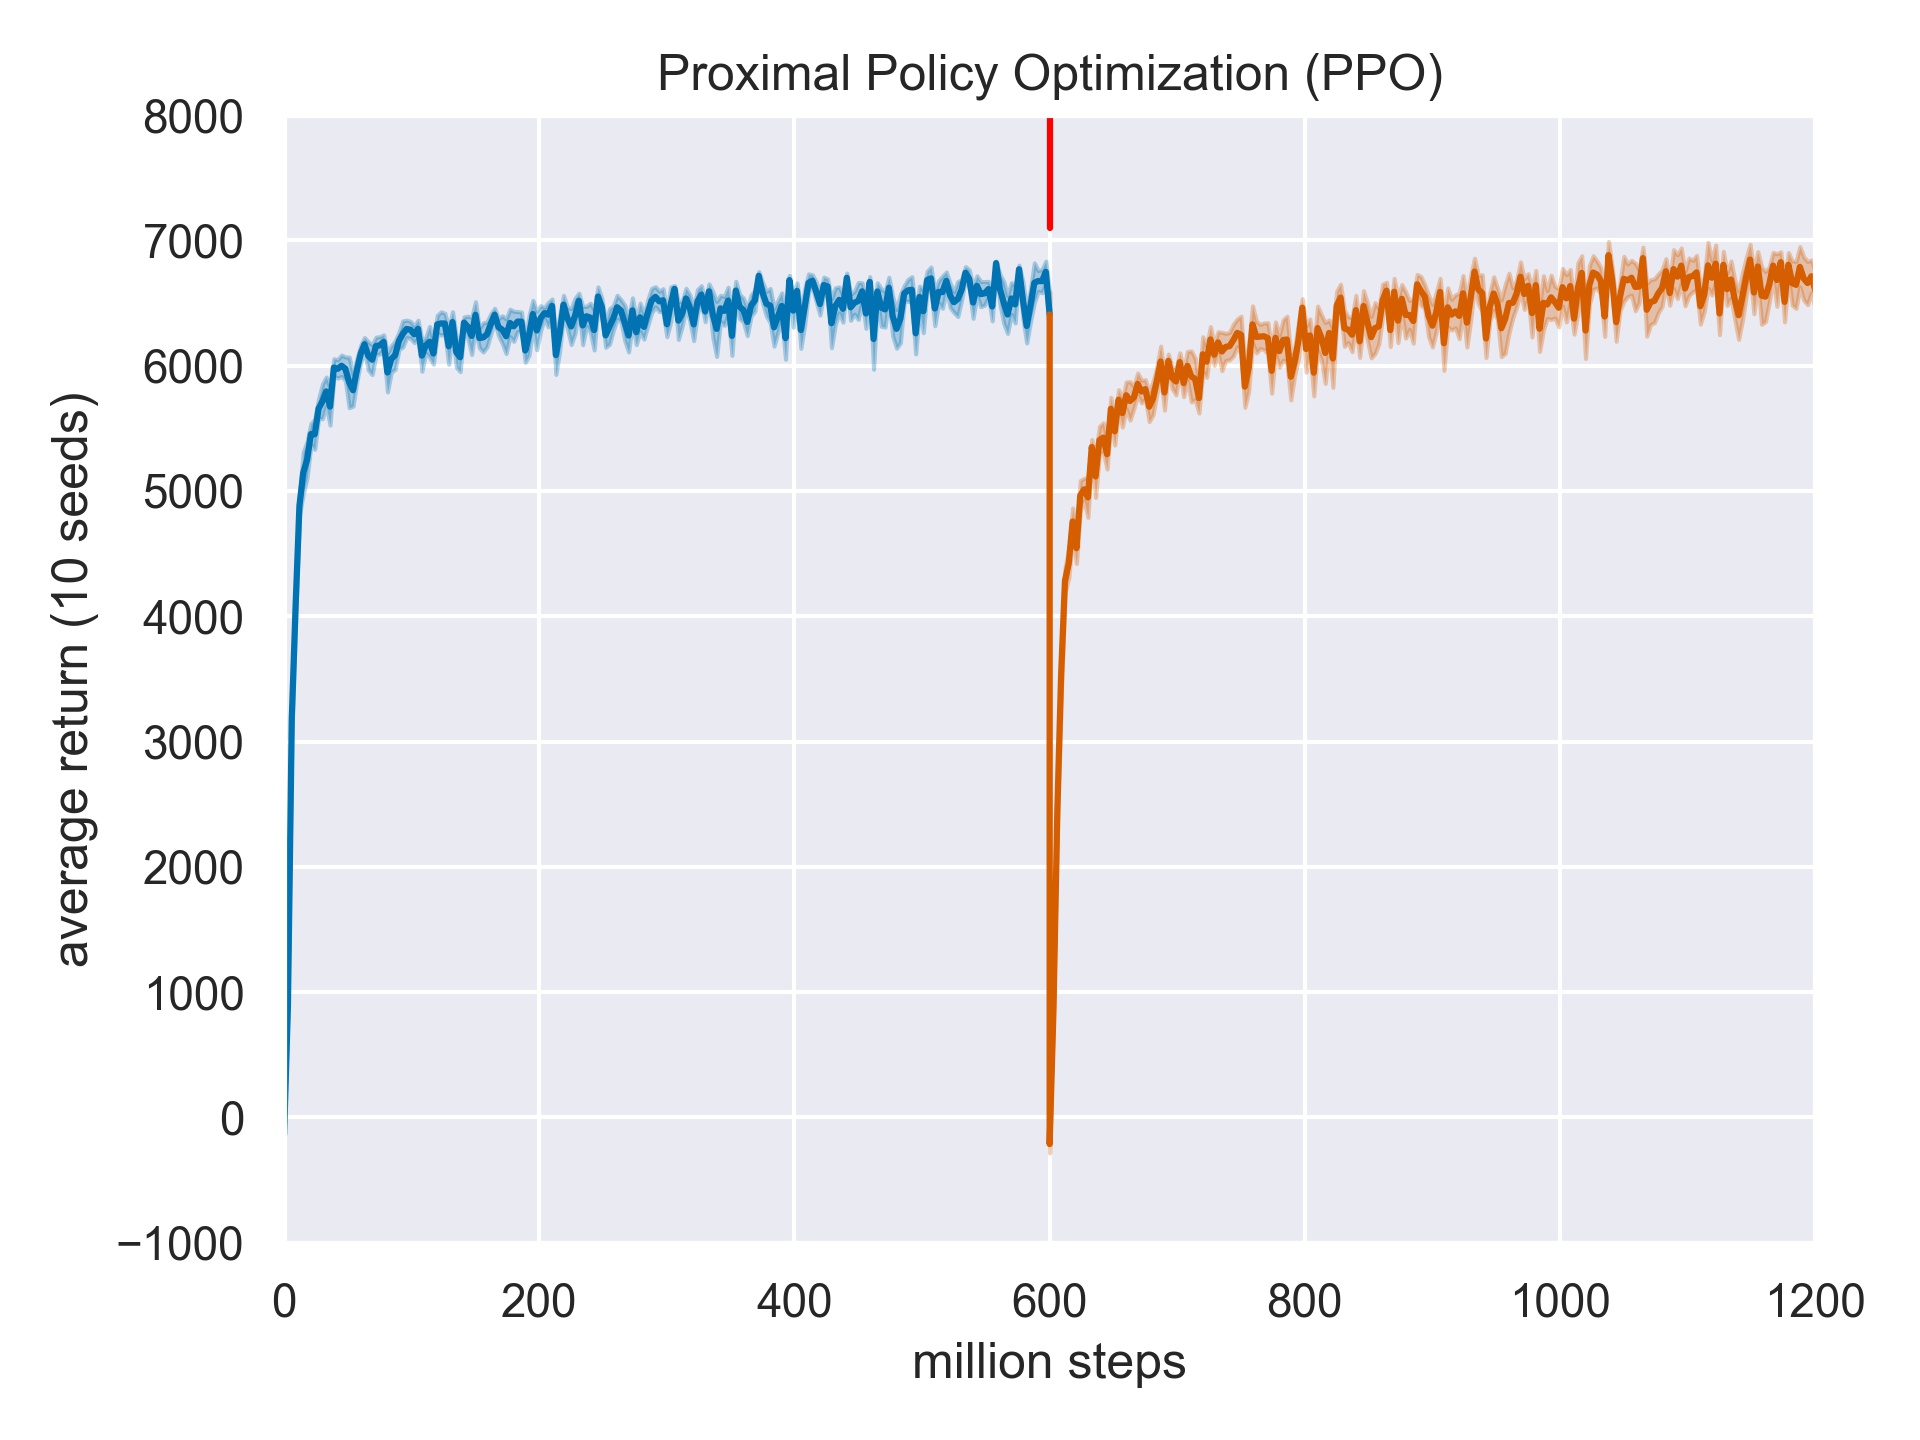 Proximal Policy Optimization (PPO)
8000
7000
6000
5000
4000
3000
2000
1000
0
−1000
average return (10 seeds)
0 200 400 600 800 1000 1200
million steps